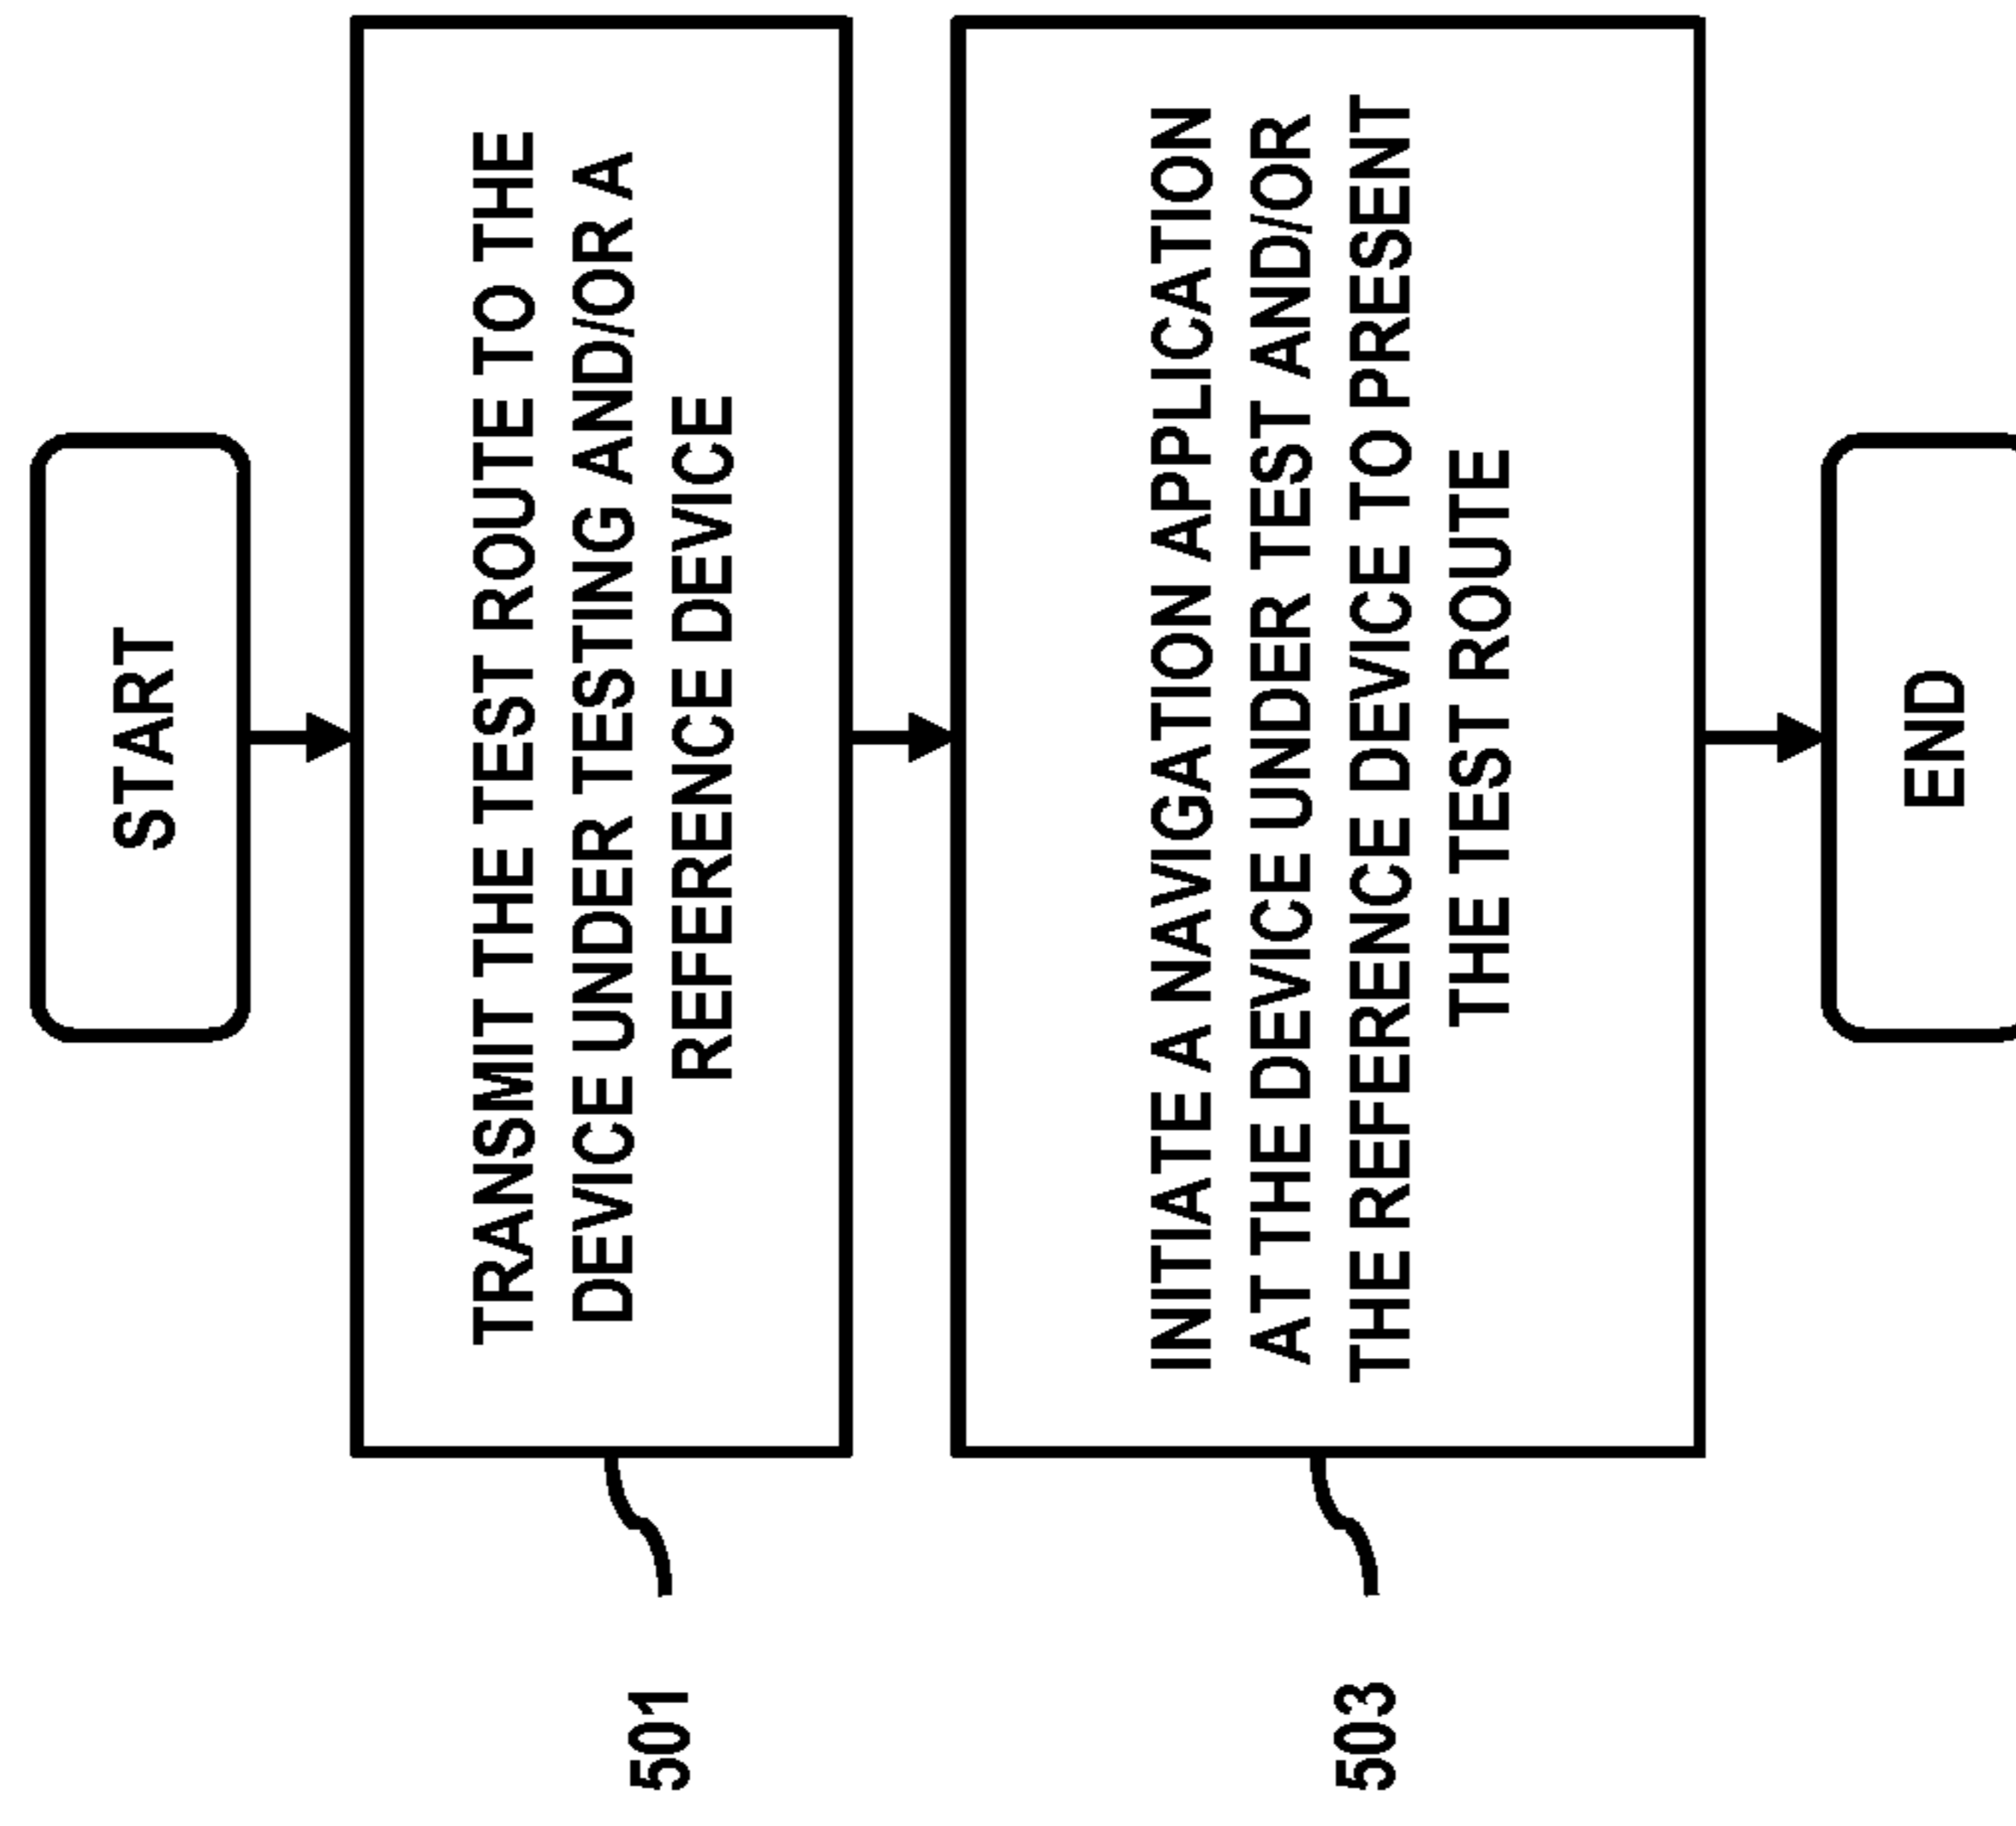 START
TRANSMIT THE TEST ROUTE TO THE
DEVICE UNDER TESTING AND/OR A
REFERENCE DEVICE
501
INITIATE A NAVIGATION APPLICATION
AT THE DEVICE UNDER TEST AND/OR
THE REFERENCE DEVICE TO PRESENT
THE TEST ROUTE
503
END